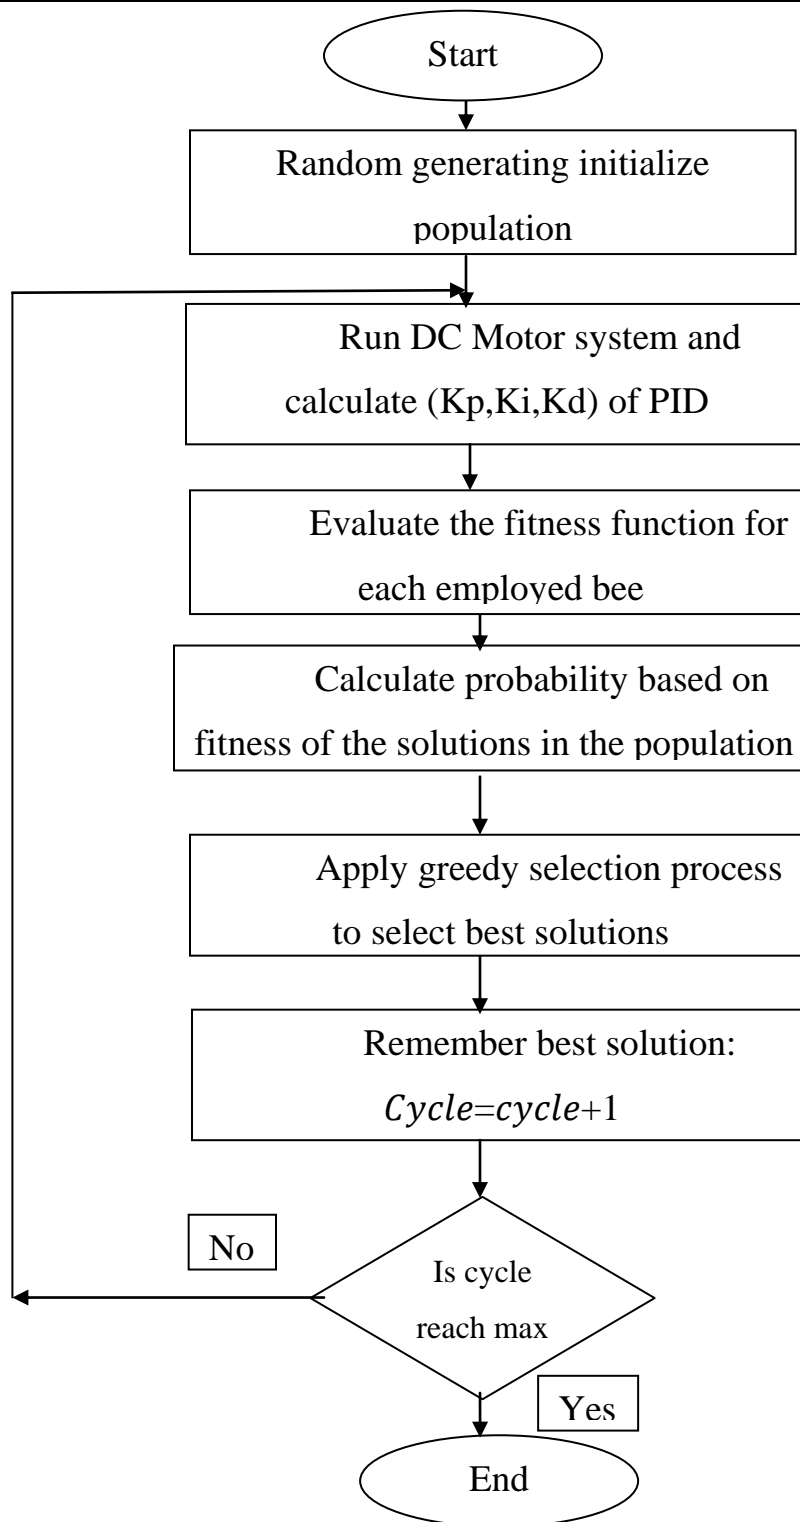 Start
Random generating initialize
population
Run DC Motor system and
calculate (Kp,Ki,Kd) of PID
Evaluate the fitness function for
each employed bee
Calculate probability based on
fitness of the solutions in the population
Apply greedy selection process
to select best solutions
Remember best solution:
Cycle=cycle+1
No
Is cycle
reach max
Yes
End